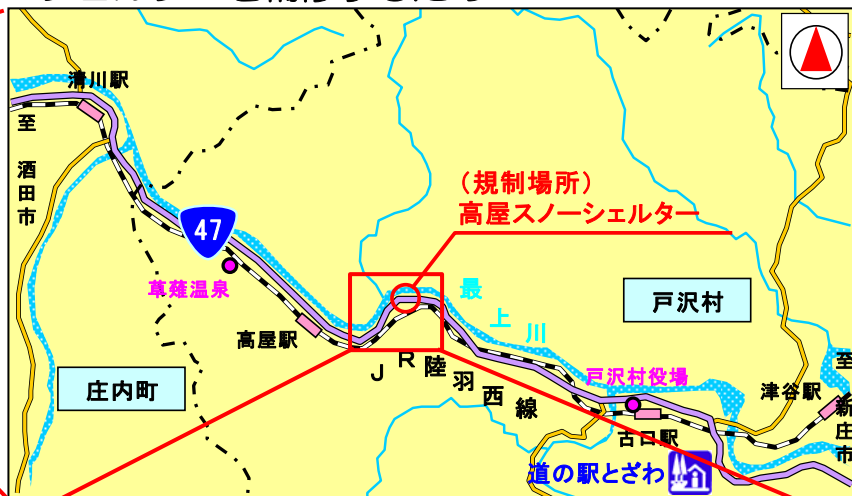 清川駅
至
酒田市
47
草薙温泉
高屋駅
庄内町
(規制場所)
高屋スノーシェルター
最上川
JR陸羽西線
戸沢村
戸沢村役場
古口駅
津谷駅
至
新庄市
道の駅とざわ